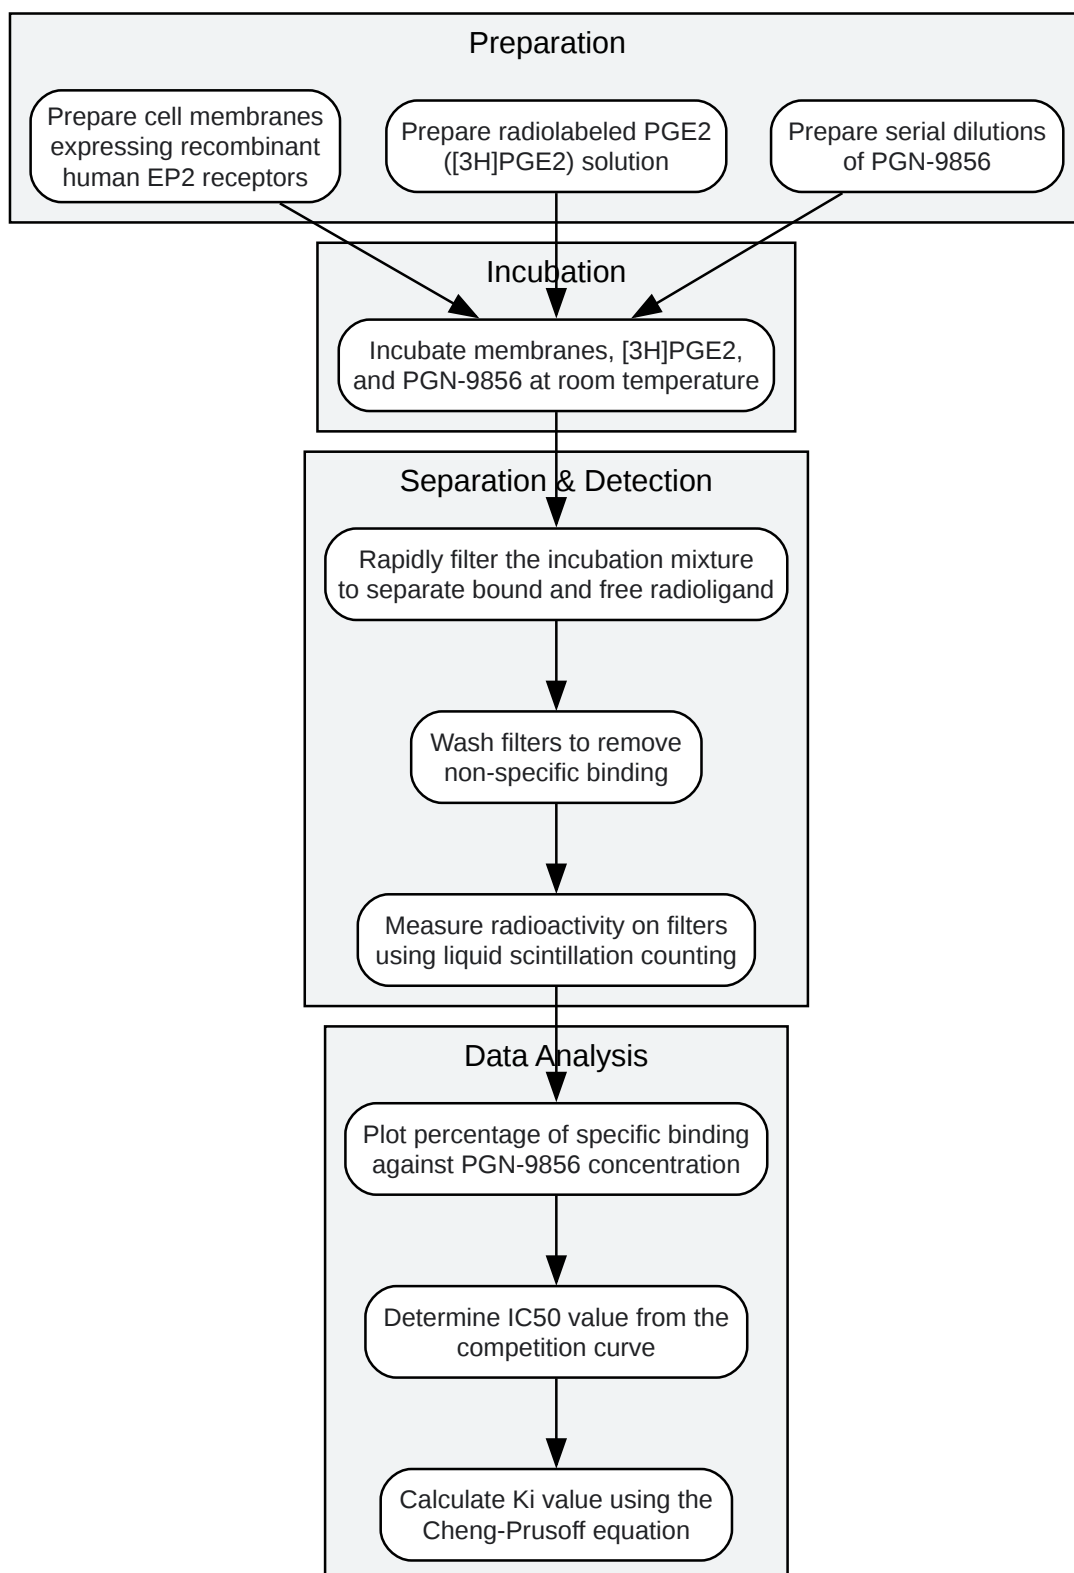 Preparation
Prepare cell membranes
expressing recombinant
human EP2 receptors
Prepare radiolabeled PGE2
([3H]PGE2) solution
Prepare serial dilutions
of PGN-9856
Incubation
Incubate membranes, [3H]PGE2,
and PGN-9856 at room temperature
Separation & Detection
Rapidly filter the incubation mixture
to separate bound and free radioligand
Wash filters to remove
non-specific binding
Measure radioactivity on filters
using liquid scintillation counting
Data Analysis
Plot percentage of specific binding
against PGN-9856 concentration
Determine IC50 value from the
competition curve
Calculate Ki value using the
Cheng-Prusoff equation